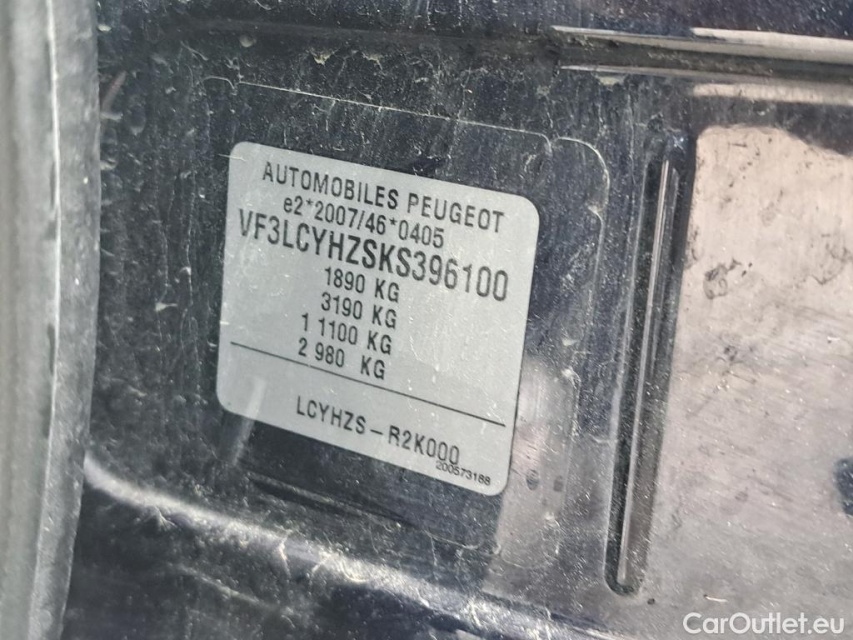 AUTOMOBILES PEUGEOT
e2*2007/46*0405
VF3LCYHZSKS396100
1890 KG
3190 KG
1 1100 KG
2 980 KG
LCYHZS-R2K000
200573188
CarOutlet.eu